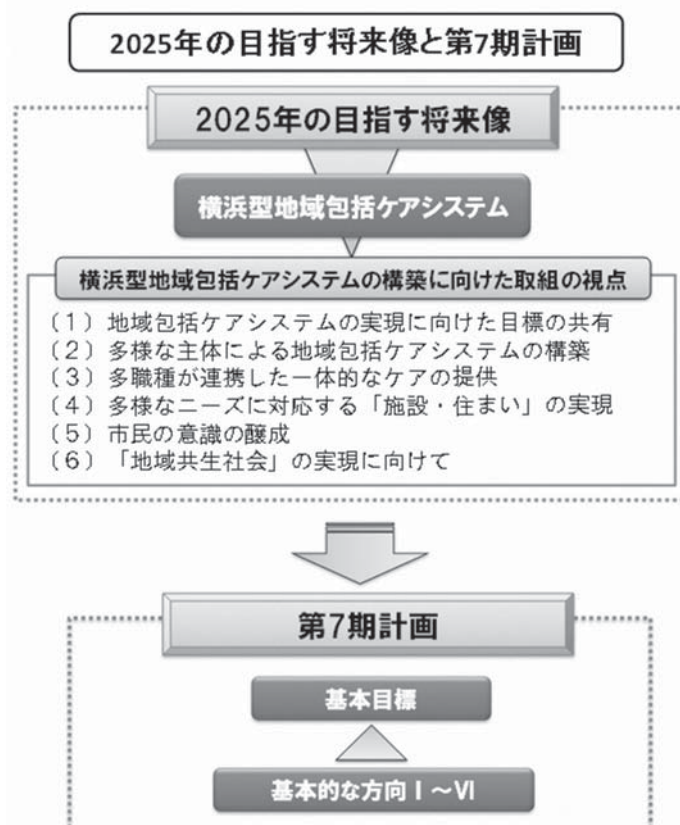 2025年の目指す将来像と第7期計画
2025年の目指す将来像
横浜型地域包括ケアシステム
横浜型地域包括ケアシステムの構築に向けた取組の視点
(1)地域包括ケアシステムの実現に向けた目標の共有
(2)多様な主体による地域包括ケアシステムの構築
(3)多職種が連携した一体的なケアの提供
(4)多様なニーズに対応する「施設・住まい」の実現
(5)市民の意識の醸成
(6)「地域共生社会」の実現に向けて
第7期計画
基本目標
基本的な方向Ⅰ～Ⅵ